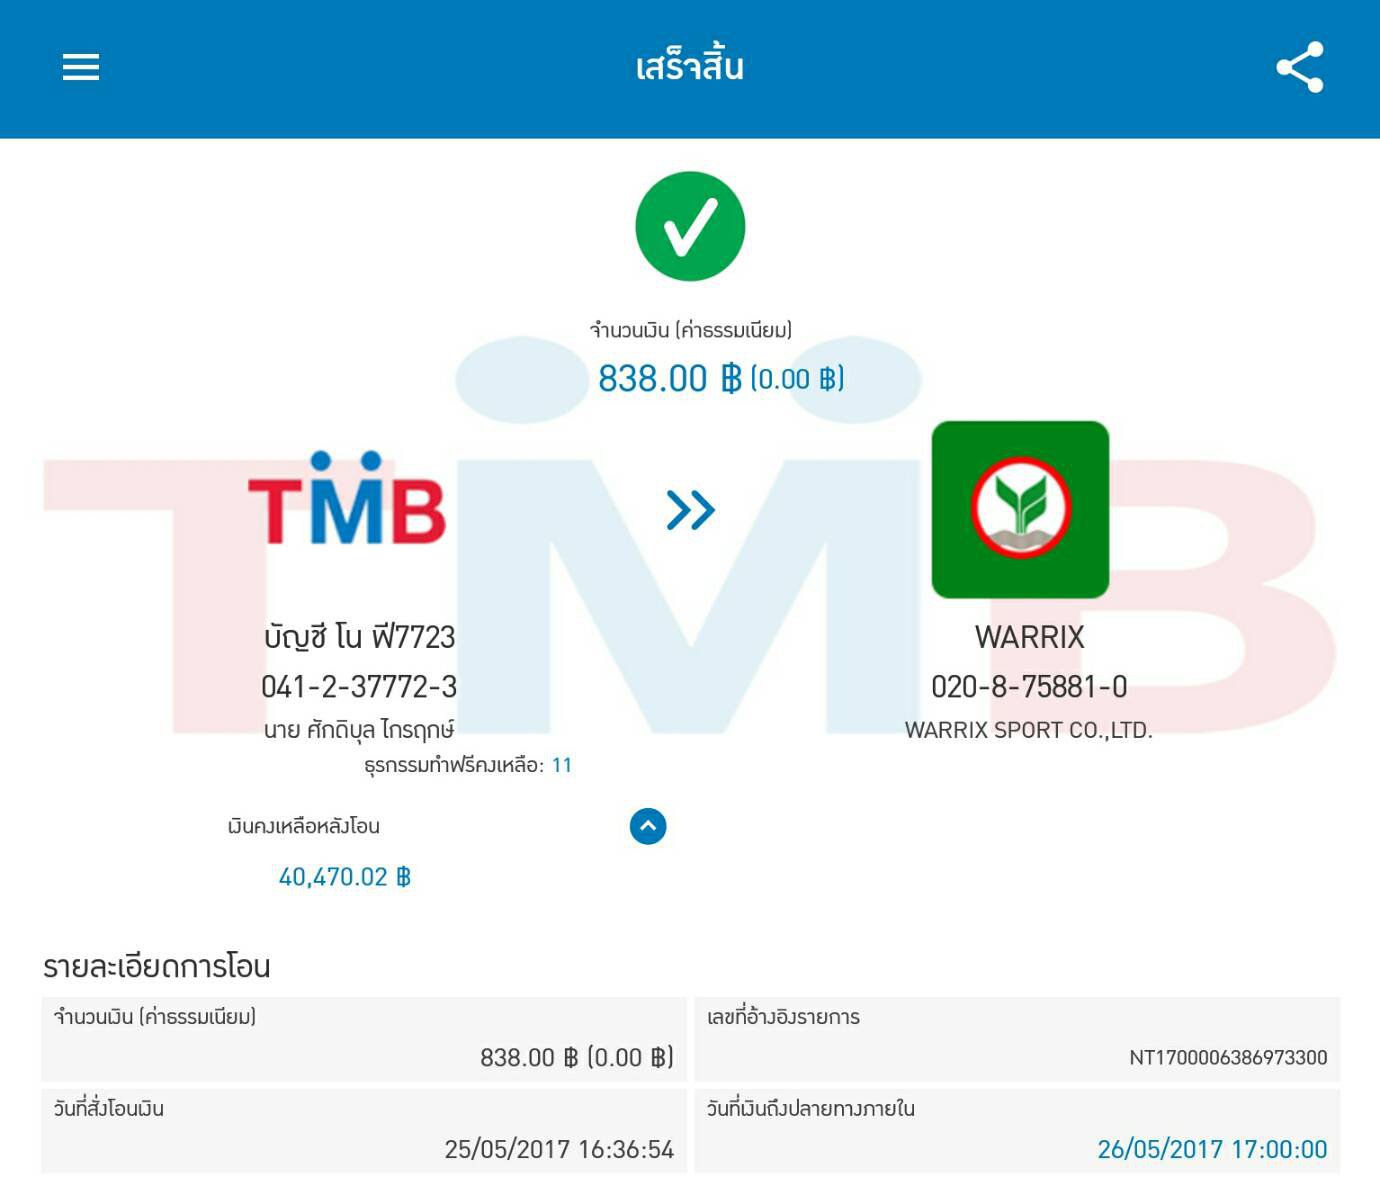 เสร็จสิ้น
จำนวนเงิน (ค่าธรรมเนียม)
838.00 ฿ (0.00 ฿)
TMB
บัญชี โน ฟี7723
041-2-37772-3
นาย ศักดิบุล ไกรฤกษ์
ธุรกรรมทำฟรีคงเหลือ: 11
WARRIX
020-8-75881-0
WARRIX SPORT CO.,LTD.
เงินคงเหลือหลังโอน
40,470.02 ฿
รายละเอียดการโอน
จำนวนเงิน (ค่าธรรมเนียม)
838.00 ฿ (0.00 ฿)
เลขที่อ้างอิงรายการ
NT1700006386973300
วันที่สั่งโอนเงิน
25/05/2017 16:36:54
วันที่เงินถึงปลายทางภายใน
26/05/2017 17:00:00